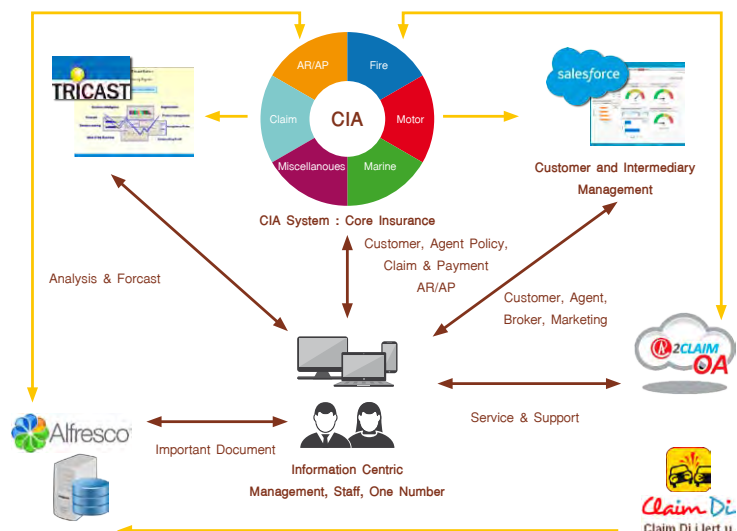 AR/AP
Fire
TRICAST
salesforce
Claim
CIA
Motor
Miscellanoues
Marine
Customer and Intermediary
Management
CIA System : Core Insurance
Customer, Agent Policy,
Claim & Payment
AR/AP
Analysis & Forcast
Customer, Agent,
Broker, Marketing
2CLAIM
OA
Service & Support
Alfresco
Important Document
Information Centric
Management, Staff, One Number
Claim Di